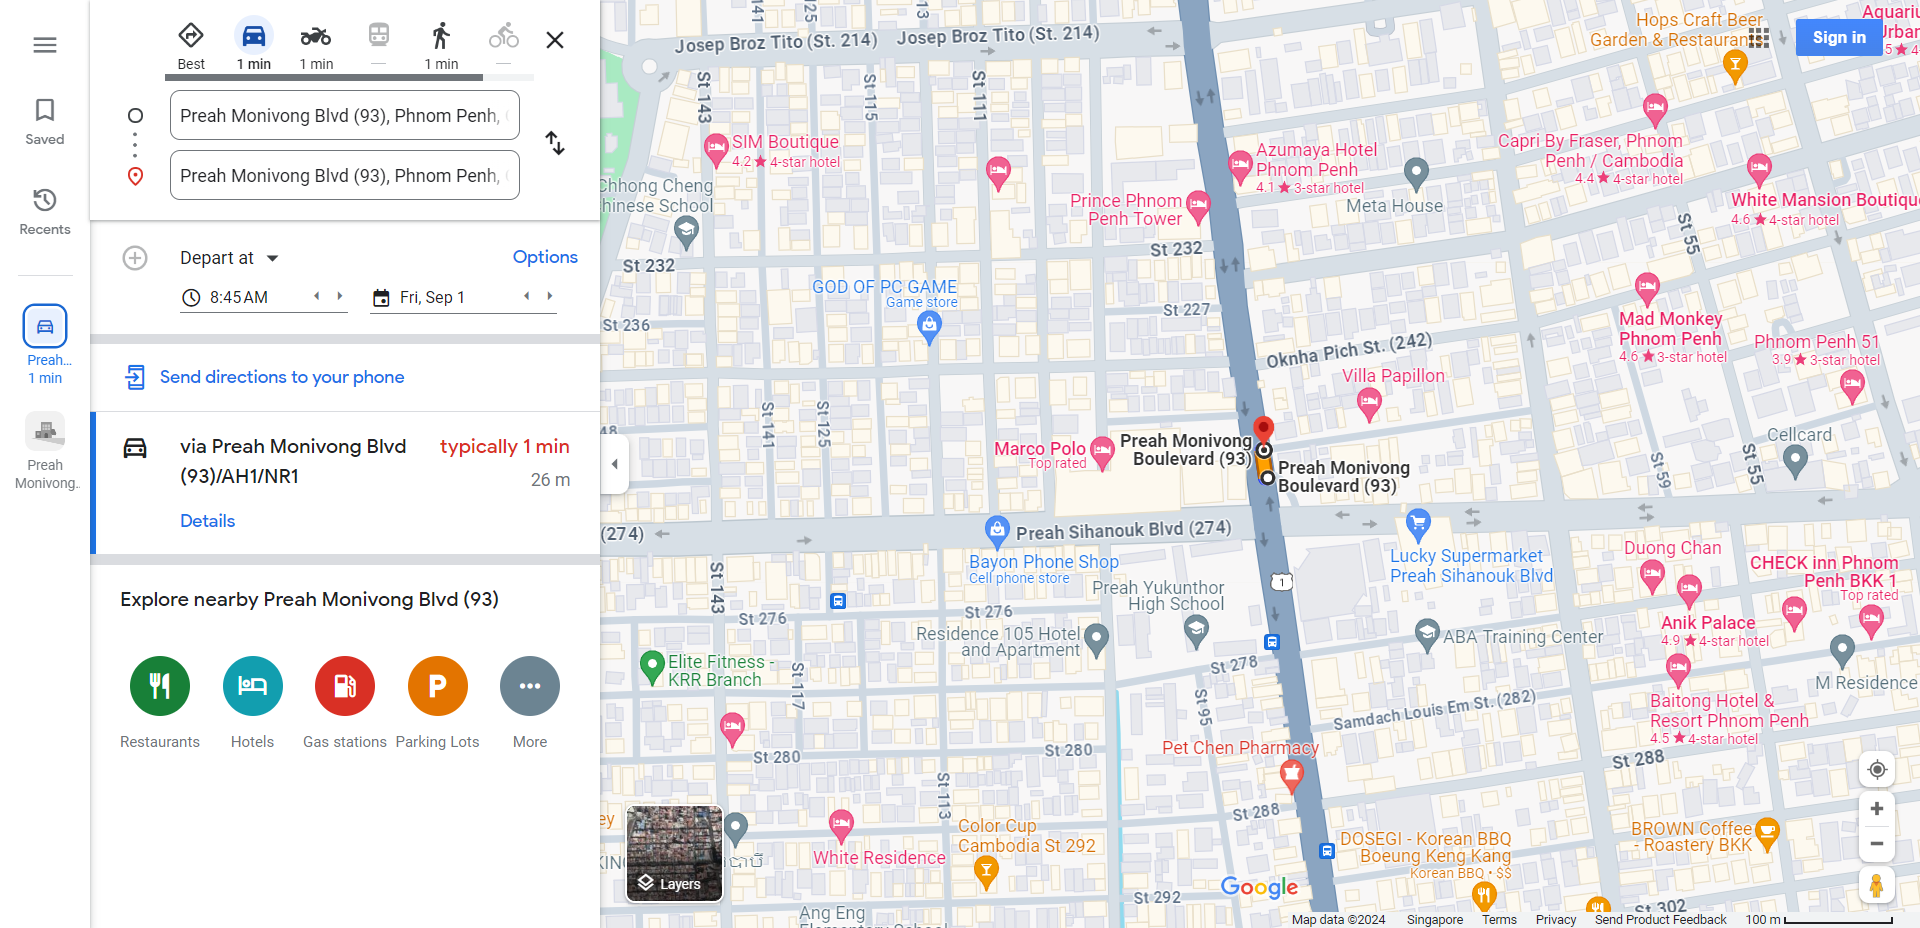 Best
1 min
1 min
—
1 min
—
Preah Monivong Blvd (93), Phnom Penh,
Preah Monivong Blvd (93), Phnom Penh,
Saved
Recents
Preah...
1 min
Preah
Monivong...
Depart at
Options
8:45 AM
Fri, Sep 1
Send directions to your phone
via Preah Monivong Blvd
(93)/AH1/NR1
typically 1 min
26 m
Details
Explore nearby Preah Monivong Blvd (93)
Restaurants
Hotels
Gas stations
Parking Lots
More
Sign in
Josep Broz Tito (St. 214)
Josep Broz Tito (St. 214)
Hops Craft Beer
Garden & Restaurant
St 143
St 115
St 111
SIM Boutique
4.2★4-star hotel
Chhong Cheng
hinese School
Azumaya Hotel
Phnom Penh
4.1★3-star hotel
Prince Phnom
Penh Tower
Meta House
Capri By Fraser, Phnom
Penh / Cambodia
4.4★4-star hotel
White Mansion Boutique
4.6★4-star hotel
St 232
St 232
St 55
GOD OF PC GAME
Game store
St 236
St 227
Oknha Pich St. (242)
Mad Monkey
Phnom Penh
4.6★3-star hotel
Phnom Penh 51
3.9★3-star hotel
Villa Papillon
St 141
St 125
Marco Polo
Top rated
Preah Monivong
Boulevard (93)
Preah Monivong
Boulevard (93)
Cellcard
St 59
St 55
(274)
Preah Sihanouk Blvd (274)
Bayon Phone Shop
Cell phone store
Preah Yukunthor
High School
Lucky Supermarket
Preah Sihanouk Blvd
Duong Chan
CHECK inn Phnom
Penh BKK 1
Top rated
1
St 143
St 276
St 276
Residence 105 Hotel
and Apartment
ABA Training Center
Anik Palace
4.9★4-star hotel
Elite Fitness -
KRR Branch
St 117
St 278
St 95
Samdach Louis Em St. (282)
M Residence
Baitong Hotel &
Resort Phnom Penh
4.5★4-star hotel
Pet Chen Pharmacy
St 280
St 280
St 288
St 113
St 288
Color Cup
Cambodia St 292
White Residence
DOSEGI - Korean BBQ
Boeung Keng Kang
Korean BBQ • $$
BROWN Coffee
- Roastery BKK
Layers
Google
St 292
St 302
Ang Eng
Map data ©2024
Singapore
Terms
Privacy
Send Product Feedback
100 m